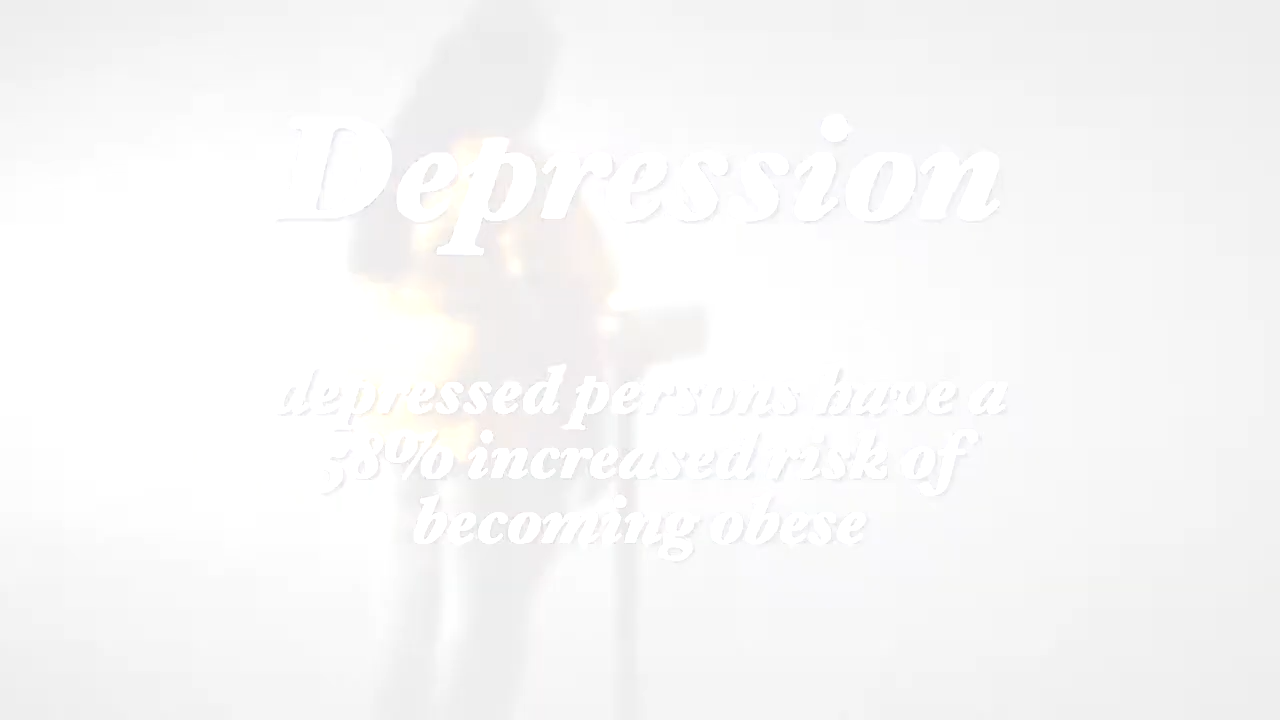 Depression
depressed persons have a
58% increased risk of
becoming obese